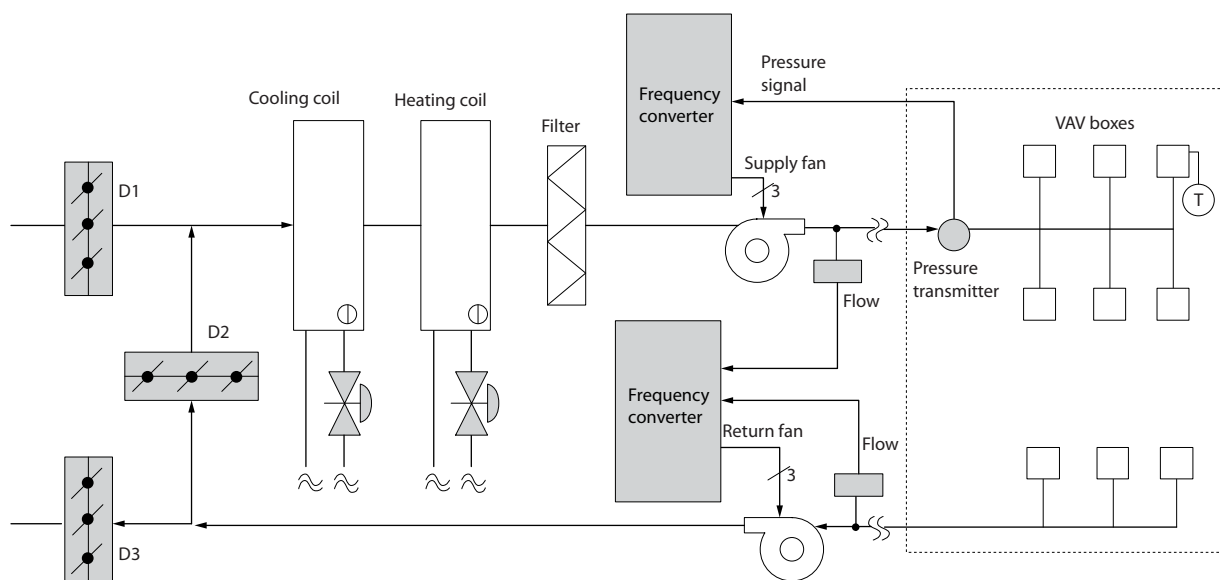 Pressure
signal
Cooling coil
Heating coil
Frequency
converter
VAV boxes
Filter
Supply fan
D1
3
T
Pressure
transmitter
Flow
D2
Frequency
converter
Return fan
Flow
3
D3